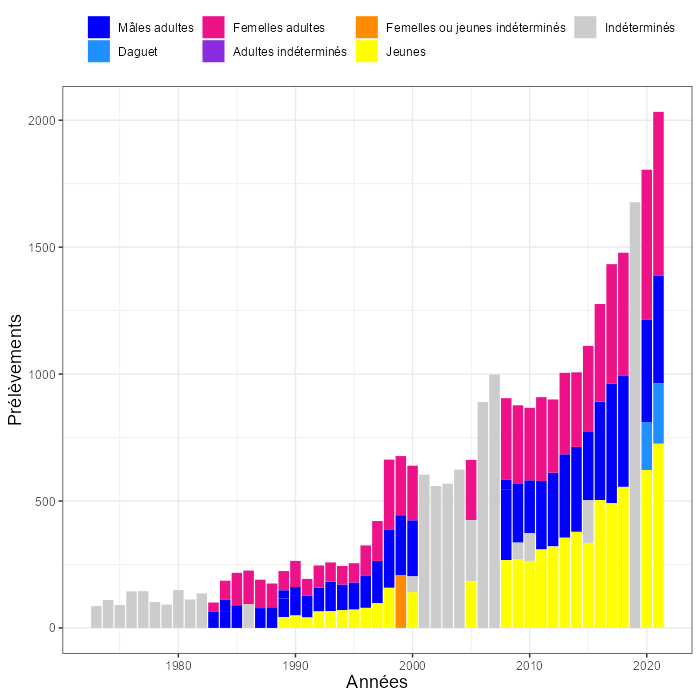 Mâles adultes Femelles adultes Femelles ou jeunes indéterminés Indéterminés
Daguet Adultes indéterminés Jeunes
2000
1500
1000
500
0
Prélèvements
1980 1990 2000 2010 2020
Années